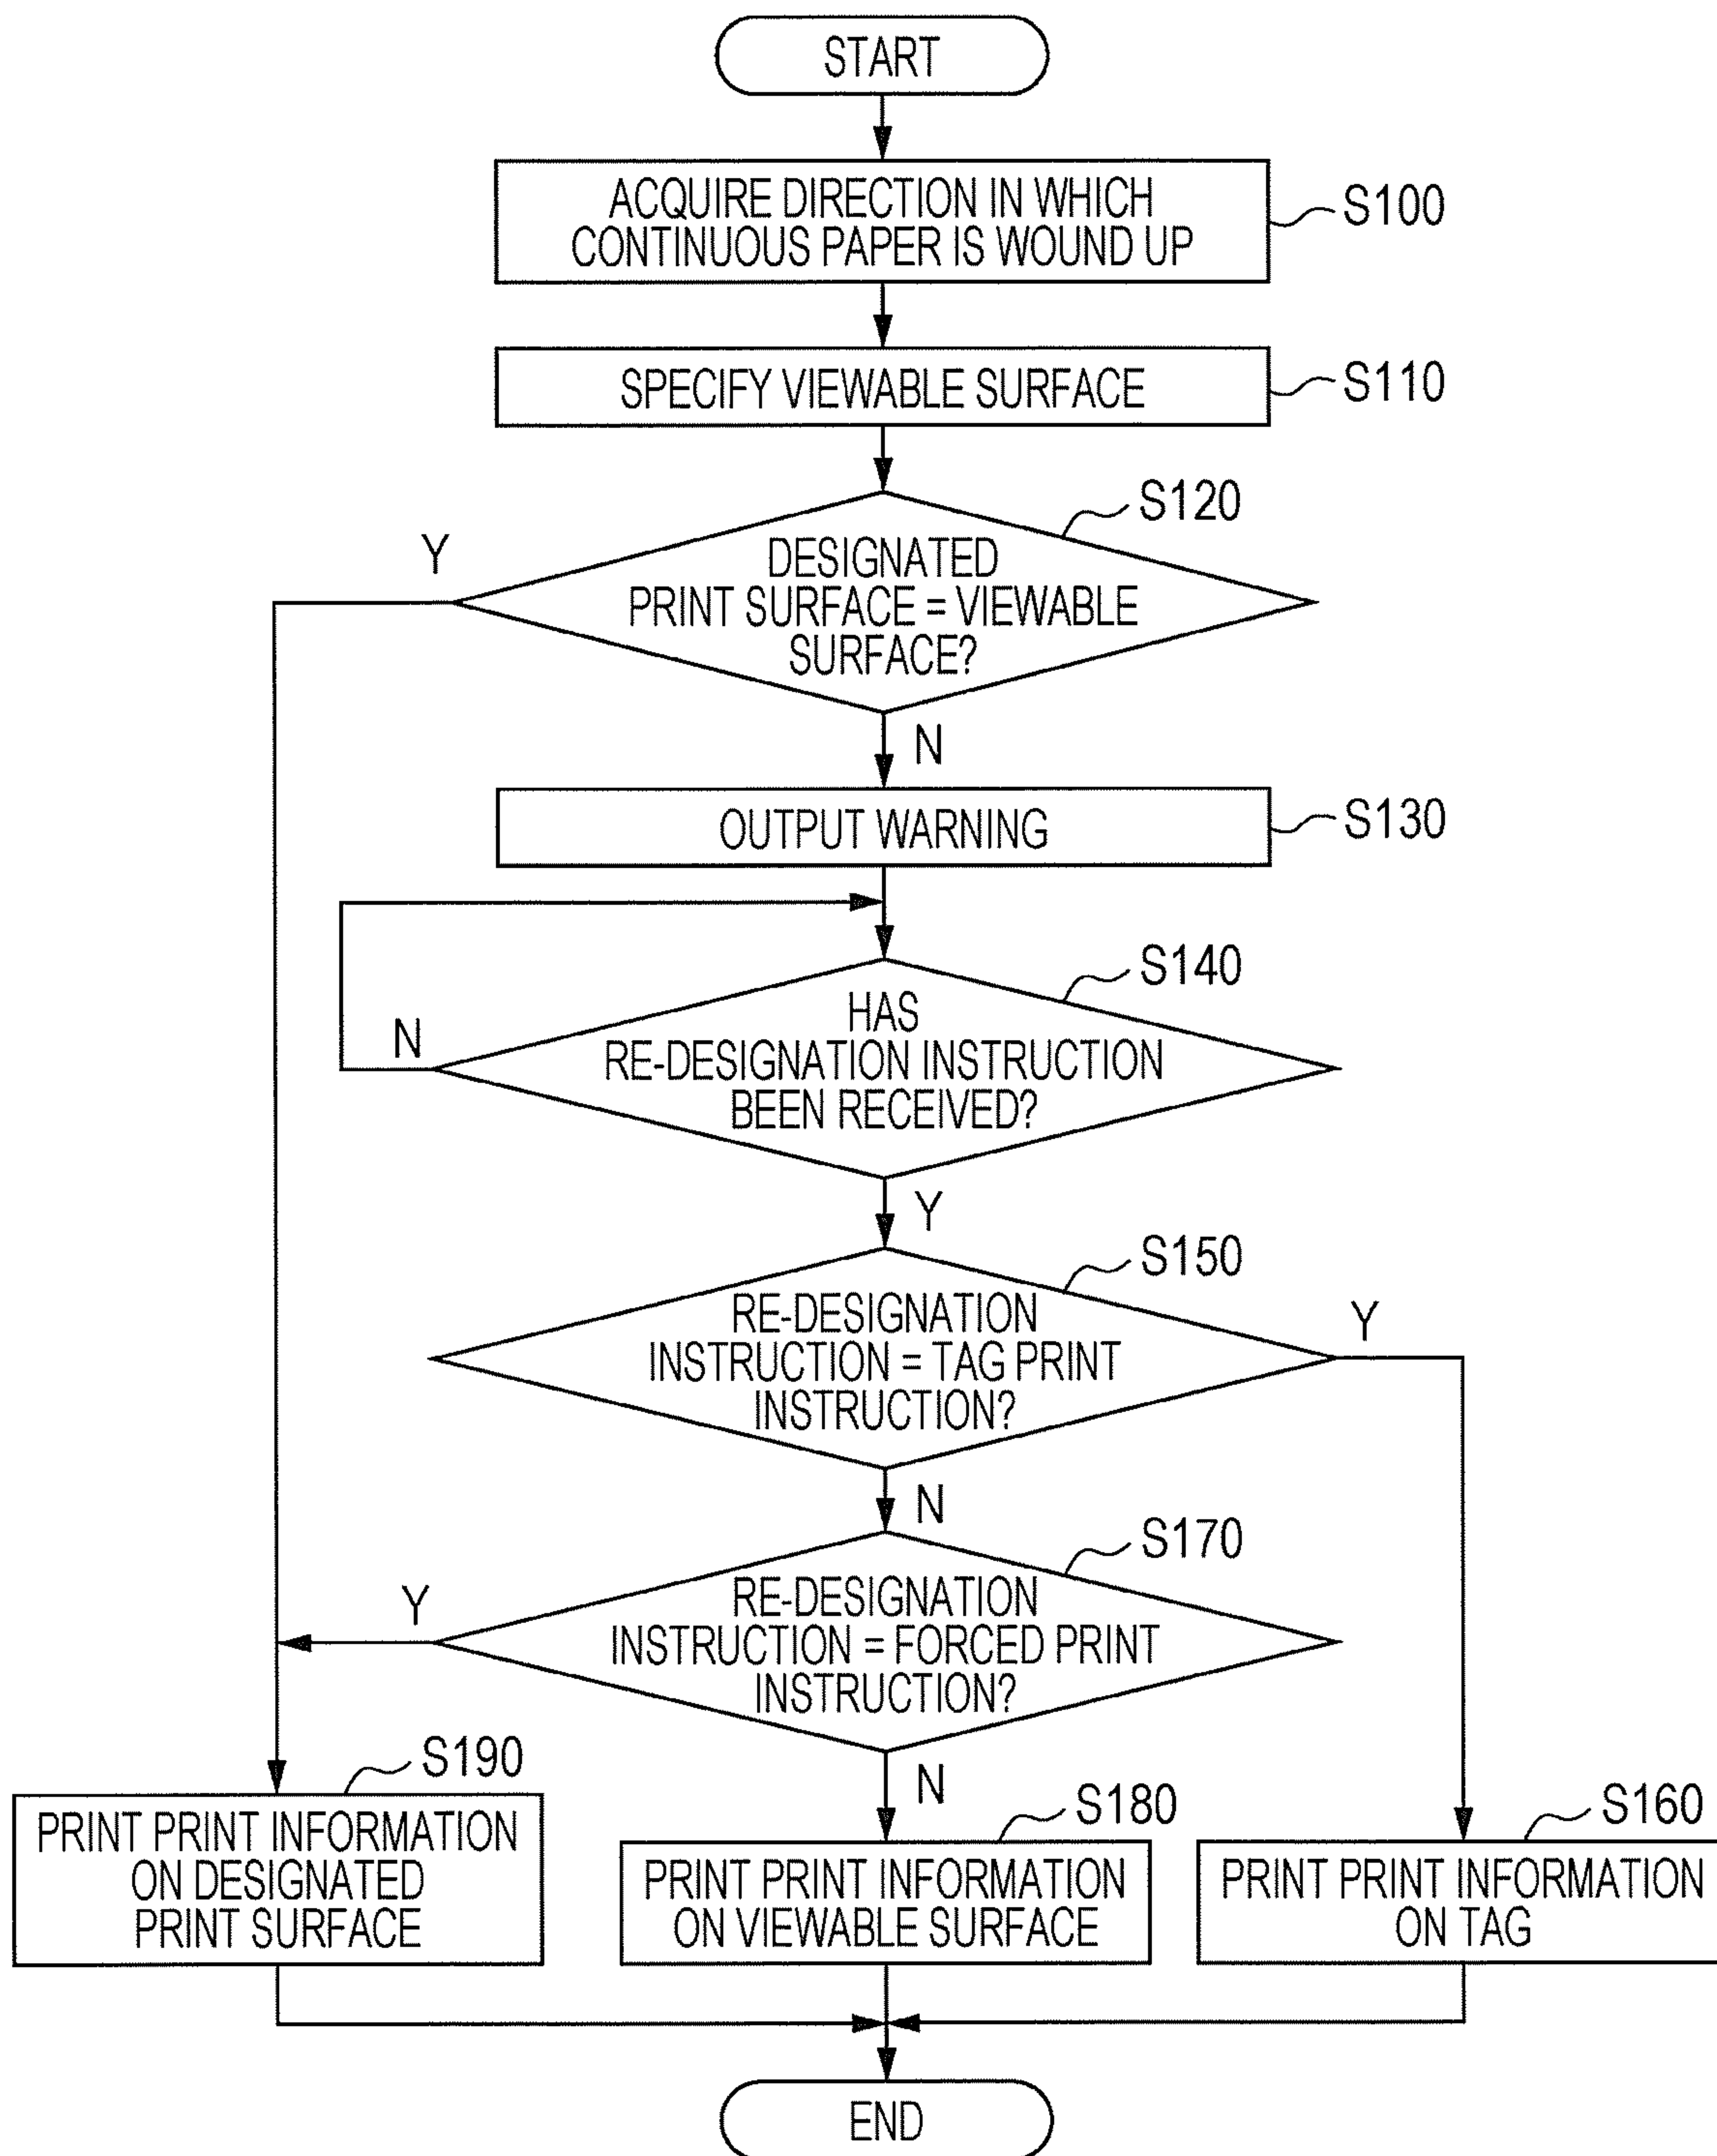 START
ACQUIRE DIRECTION IN WHICH
CONTINUOUS PAPER IS WOUND UP
S100
SPECIFY VIEWABLE SURFACE
S110
S120
Y
DESIGNATED
PRINT SURFACE = VIEWABLE
SURFACE?
N
OUTPUT WARNING
S130
S140
N
HAS
RE-DESIGNATION INSTRUCTION
BEEN RECEIVED?
Y
S150
RE-DESIGNATION
INSTRUCTION = TAG PRINT
INSTRUCTION?
Y
N
S170
Y
RE-DESIGNATION
INSTRUCTION = FORCED PRINT
INSTRUCTION?
N
S190
PRINT PRINT INFORMATION
ON DESIGNATED
PRINT SURFACE
S180
PRINT PRINT INFORMATION
ON VIEWABLE SURFACE
S160
PRINT PRINT INFORMATION
ON TAG
END